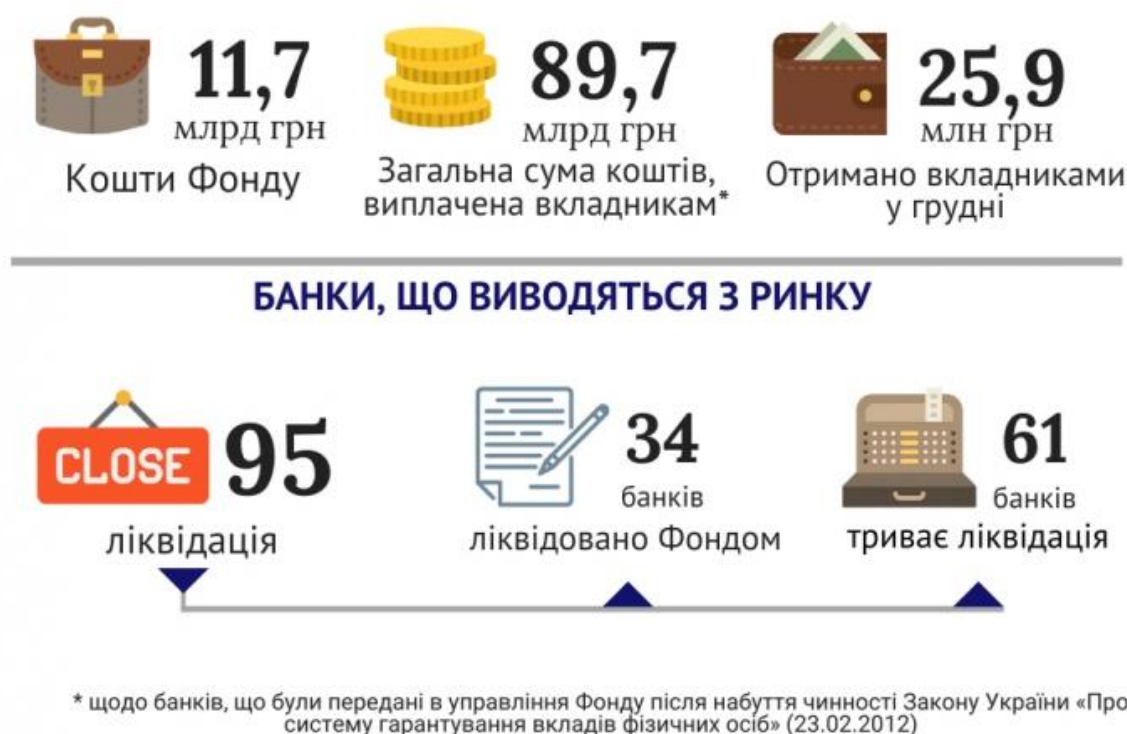 11,7
млрд грн
Кошти Фонду
89,7
млрд грн
Загальна сума коштів,
виплачена вкладникам*
25,9
млн грн
Отримано вкладниками
у грудні
БАНКИ, ЩО ВИВОДЯТЬСЯ З РИНКУ
CLOSE
95
ліквідація
34
банків
ліквідовано Фондом
61
банків
триває ліквідація
* щодо банків, що були передані в управління Фонду після набуття чинності Закону України «Про
систему гарантування вкладів фізичних осіб» (23.02.2012)